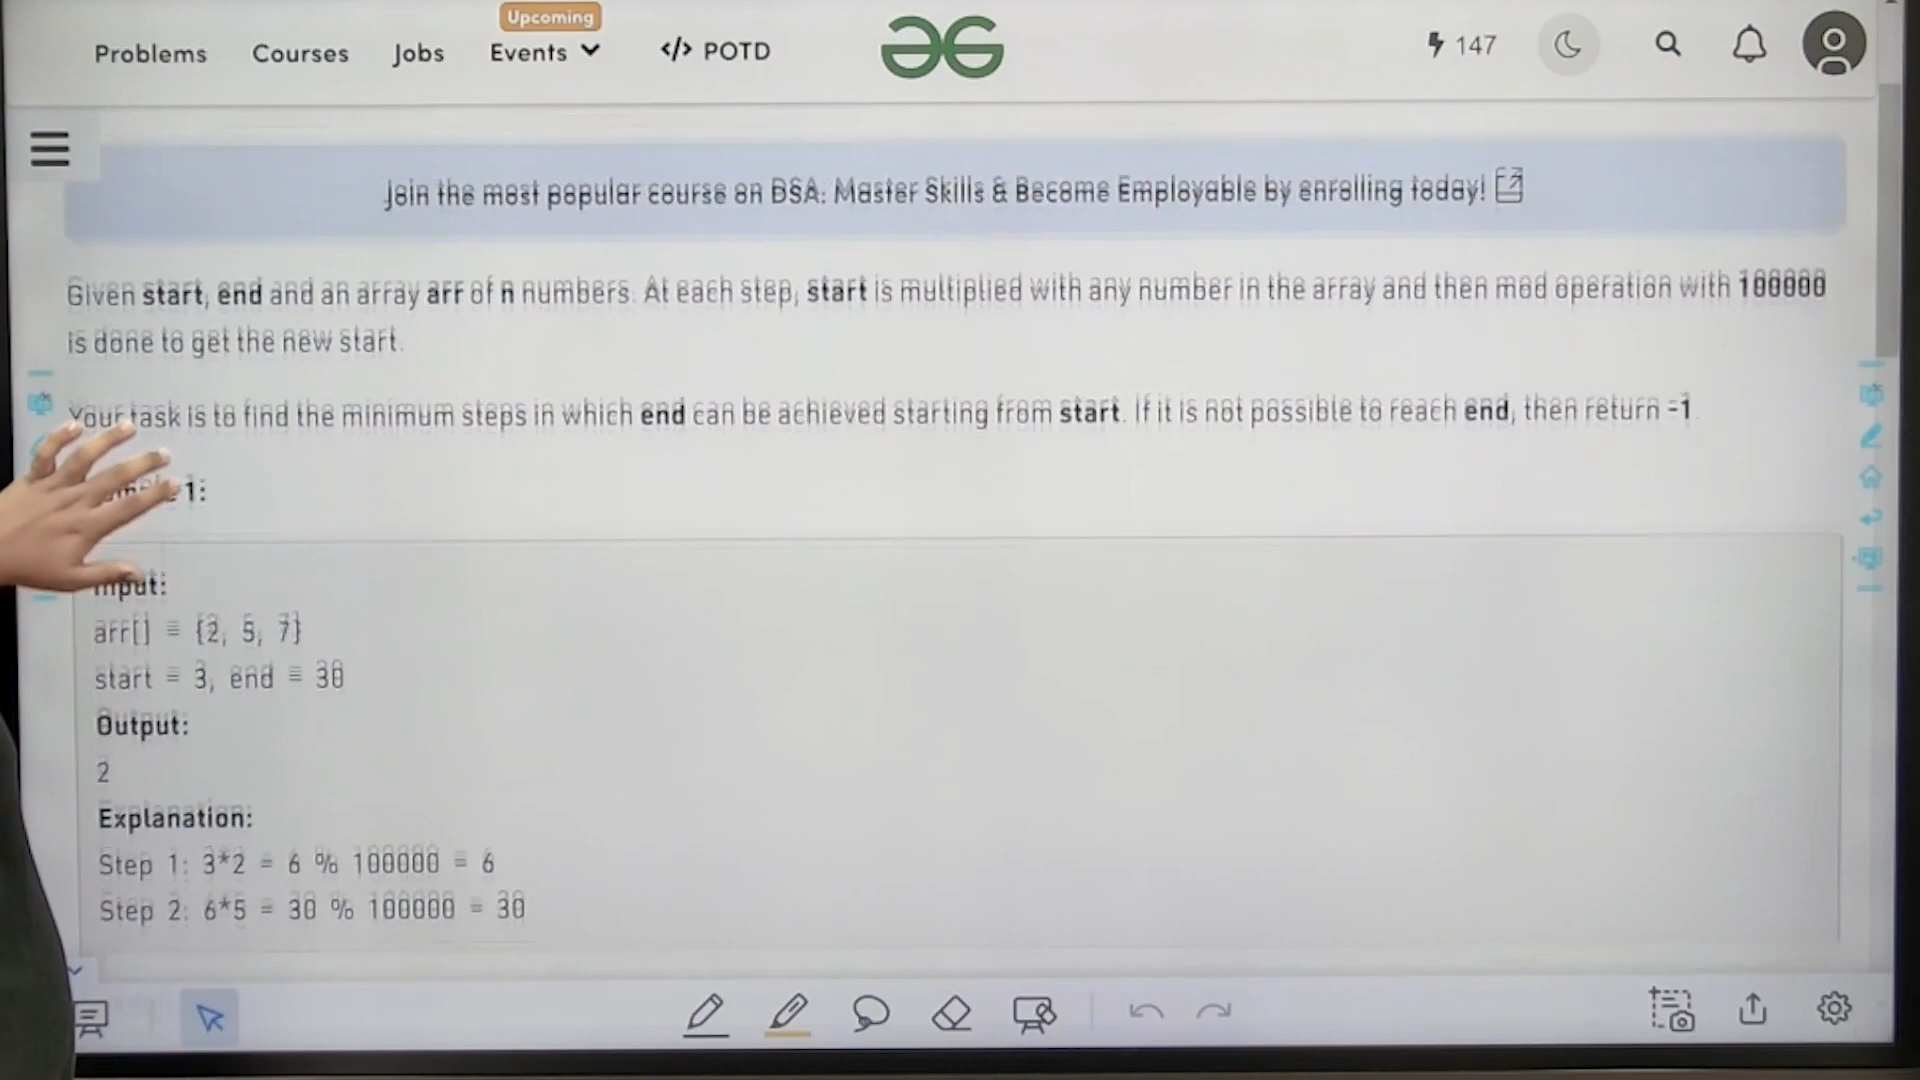 Upcoming
Problems Courses Jobs Events </> POTD 147
Join the most popular course on DSA: Master Skills & Become Employable by enrolling today!
Given start, end and an array arr of n numbers. At each step, start is multiplied with any number in the array and then mod operation with 100000
is done to get the new start.
Your task is to find the minimum steps in which end can be achieved starting from start. If it is not possible to reach end, then return -1.
1:
Input:
arr[] = {2, 5, 7}
start = 3, end = 30
Output:
2
Explanation:
Step 1: 3*2 = 6 % 100000 = 6
Step 2: 6*5 = 30 % 100000 = 30